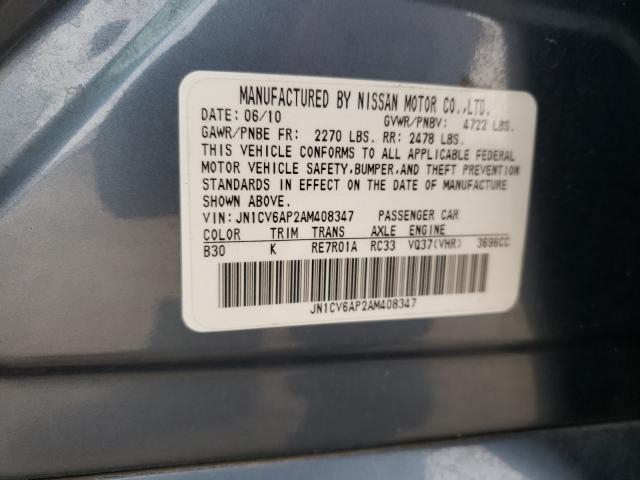 MANUFACTURED BY NISSAN MOTOR CO.,LTD.
DATE: 06/10 GVWR/PNBV: 4722 LBS.
GAWR/PNBE FR: 2270 LBS. RR: 2478 LBS.
THIS VEHICLE CONFORMS TO ALL APPLICABLE FEDERAL
MOTOR VEHICLE SAFETY,BUMPER,AND THEFT PREVENTION
STANDARDS IN EFFECT ON THE DATE OF MANUFACTURE
SHOWN ABOVE.
VIN: JN1CV6AP2AM408347 PASSENGER CAR
COLOR TRIM TRANS AXLE ENGINE
B30 K RE7R01A RC33 VQ37(VHR) 3696CC
JN1CV6AP2AM408347